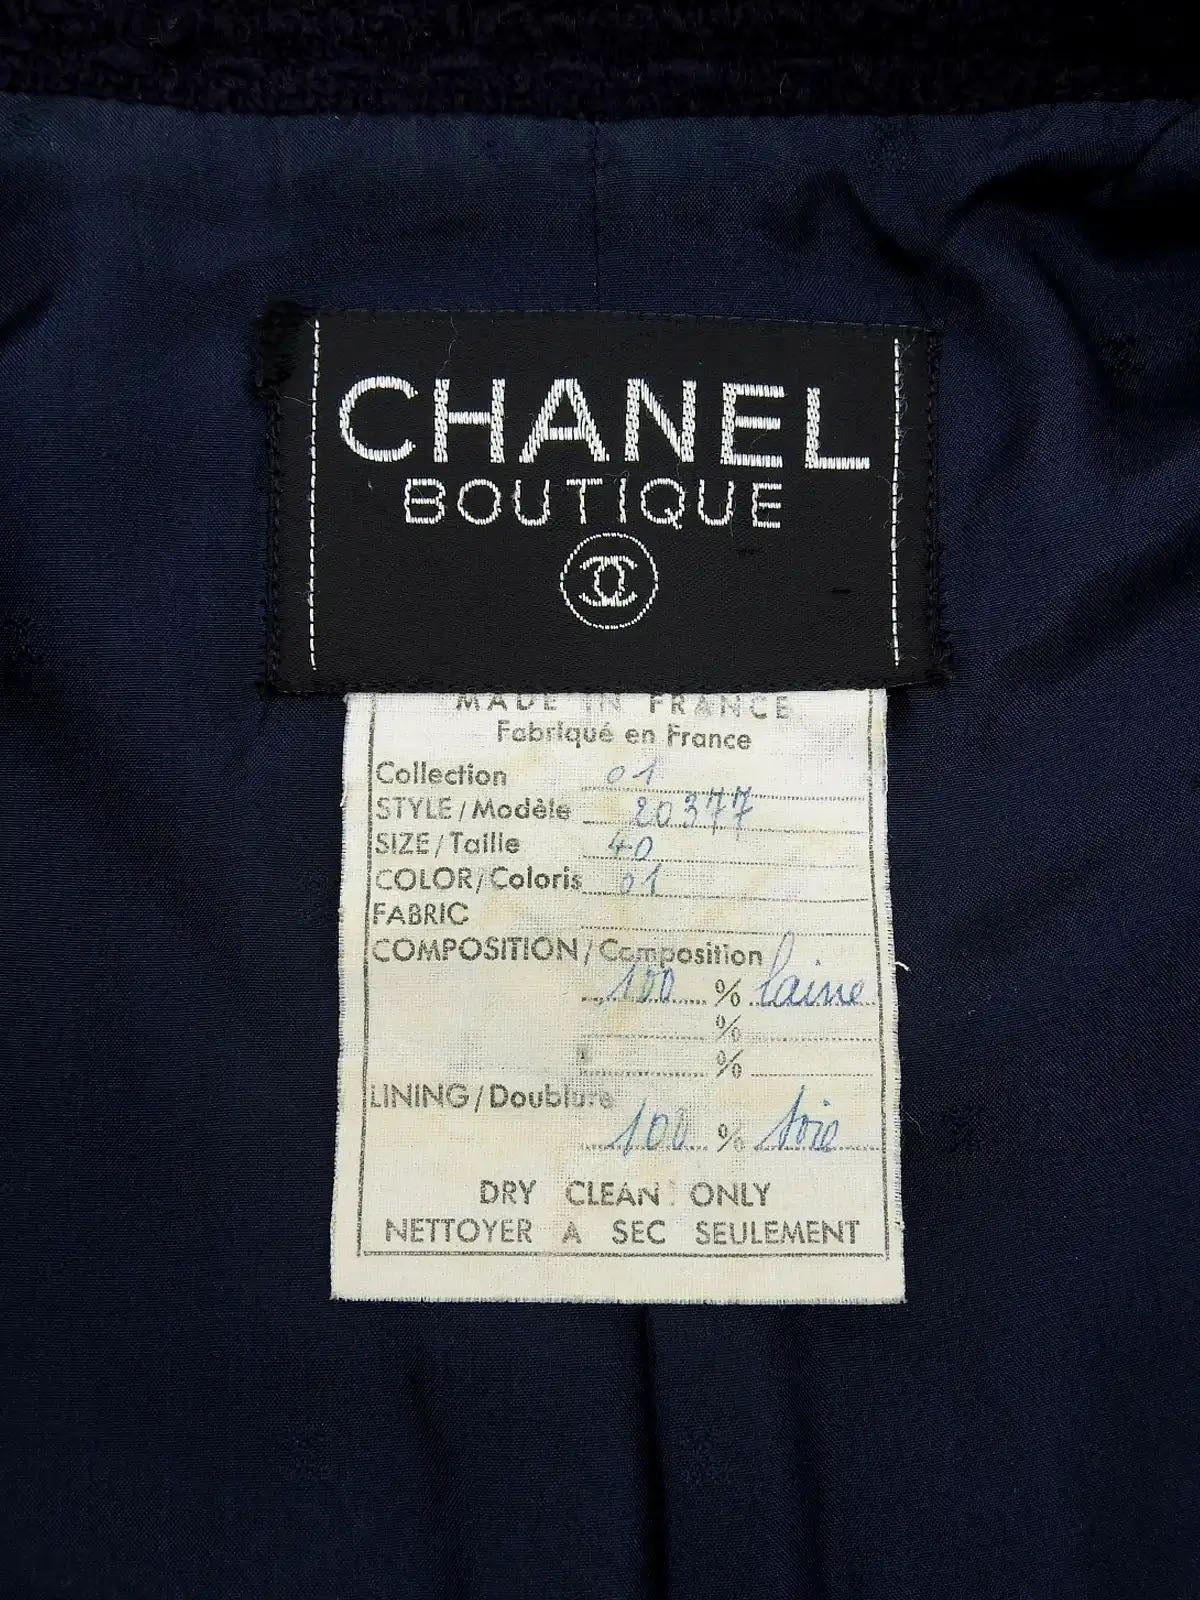 CHANEL
BOUTIQUE
MADE IN FRANCE
Fabriqué en France
Collection 01
STYLE/Modèle 20377
SIZE/Taille 40
COLOR/Coloris 01
FABRIC
COMPOSITION/Composition
100 % laine
%
%
LINING/Doublure
100 % soie
DRY CLEAN ONLY
NETTOYER A SEC SEULEMENT